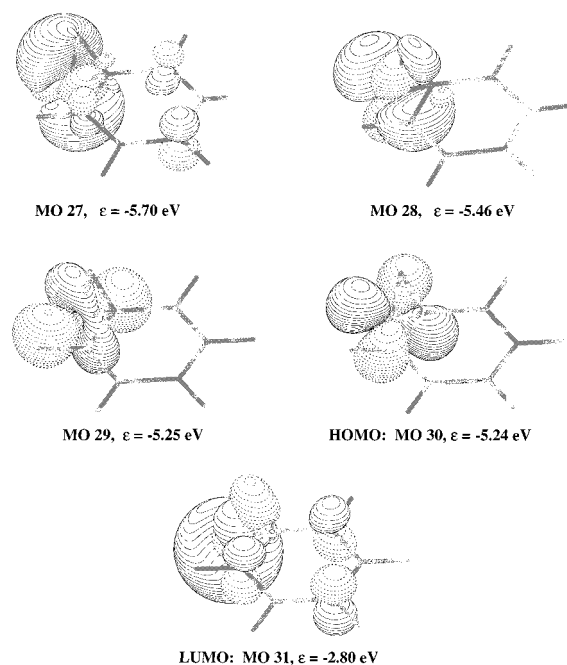 MO 27, ε = -5.70 eV
MO 28, ε = -5.46 eV
MO 29, ε = -5.25 eV
HOMO: MO 30, ε = -5.24 eV
LUMO: MO 31, ε = -2.80 eV